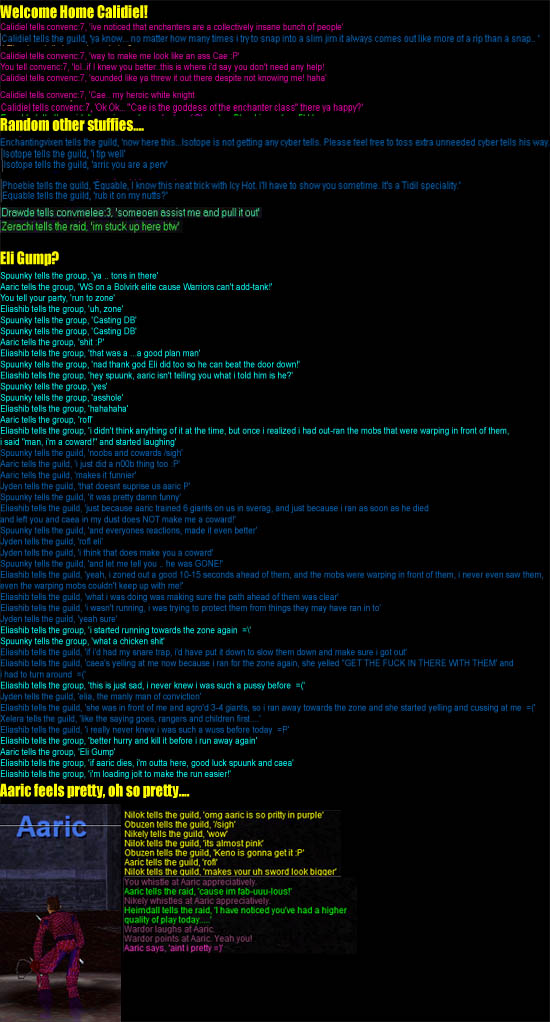 Welcome Home Calidiel!
Calidiel tells convenc:7, 'ive noticed that enchanters are a collectively insane bunch of people'
Calidiel tells the guild, 'ya know... no matter how many times i try to snap into a slim jim it always comes out like more of a rip than a snap.. '
Calidiel tells convenc:7, 'way to make me look like an ass Cae :P'
You tell convenc:7, 'lol. if I knew you better. this is where i'd say you don't need any help!
Calidiel tells convenc:7, 'sounded like ya threw it out there despite not knowing me! haha'
Calidiel tells convenc:7, 'Cae.. my heroic white knight
Calidiel tells convenc:7, 'Ok Ok.. "Cae is the goddess of the enchanter class" there ya happy?'
Random other stuffies....
Enchantingvixen tells the guild, 'now here this...Isotope is not getting any cyber tells. Please feel free to toss extra unneeded cyber tells his way.
Isotope tells the guild, 'i tip well'
Isotope tells the guild, 'arric you are a perv'
Phoebie tells the guild, 'Equable, I know this neat trick with Icy Hot. I'll have to show you sometime. It's a Tidil speciality.'
Equable tells the guild, 'rub it on my nutts?'
Drawde tells convmelee:3, 'someoen assist me and pull it out'
Zerachi tells the raid, 'im stuck up here btw'
Eli Gump?
Spuunky tells the group, 'ya .. tons in there'
Aaric tells the group, 'WS on a Bolvirk elite cause Warriors can't add-tank!'
You tell your party, 'run to zone'
Eliashib tells the group, 'uh, zone'
Spuunky tells the group, 'Casting DB'
Spuunky tells the group, 'Casting DB'
Aaric tells the group, 'shit :P'
Eliashib tells the group, 'that was a ...a good plan man'
Spuunky tells the group, 'nad thank god Eli did too so he can beat the door down!'
Eliashib tells the group, 'hey spunk, aaric isn't telling you what i told him is he?'
Spuunky tells the group, 'yes'
Spuunky tells the group, 'asshole'
Eliashib tells the group, 'hahahaha'
Aaric tells the group, 'rofl'
Eliashib tells the group, 'i didn't think anything of it at the time, but once i realized i had out-ran the mobs that were warping in front of them,
i said "man, i'm a coward!" and started laughing'
Spuunky tells the guild, 'noobs and cowards /sigh'
Aaric tells the guild, 'i just did a n00b thing too :P'
Aaric tells the guild, 'makes it funnier'
Jyden tells the guild, 'that doesnt suprise us aaric P'
Spuunky tells the guild, 'it was pretty damn funny'
Eliashib tells the guild, 'just because aaric trained 6 giants on us in sverag, and just because i ran as soon as he died
and left you and caea in my dust does NOT make me a coward!'
Spuunky tells the guild, 'and everyones reactions, made it even better'
Jyden tells the guild, 'rofl eli'
Jyden tells the guild, 'i think that does make you a coward'
Spuunky tells the guild, 'and let me tell you .. he was GONE!'
Eliashib tells the guild, 'yeah, i zoned out a good 10-15 seconds ahead of them, and the mobs were warping in front of them, i never even saw them,
even the warping mobs couldn't keep up with me!'
Eliashib tells the guild, 'what i was doing was making sure the path ahead of them was clear'
Eliashib tells the guild, 'i wasn't running, i was trying to protect them from things they may have ran in to'
Jyden tells the guild, 'yeah sure'
Eliashib tells the group, 'i started running towards the zone again =\'
Spuunky tells the group, 'what a chicken shit'
Eliashib tells the guild, 'if i'd had my snare trap, i'd have put it down to slow them down and make sure i got out'
Eliashib tells the guild, 'caea's yelling at me now because i ran for the zone again, she yelled "GET THE FUCK IN THERE WITH THEM' and
i had to turn around =('
Eliashib tells the group, 'this is just sad, i never knew i was such a pussy before =('
Jyden tells the guild, 'elia, the manly man of conviction'
Eliashib tells the guild, 'she was in front of me and agro'd 3-4 giants, so i ran away towards the zone and she started yelling and cussing at me =('
Xelera tells the guild, 'like the saying goes, rangers and children first....'
Eliashib tells the guild, 'i really never knew i was such a wuss before today =P'
Eliashib tells the group, 'better hurry and kill it before i run away again'
Aaric tells the group, 'Eli Gump'
Eliashib tells the group, 'if aaric dies, i'm outta here, good luck spuunk and caea'
Eliashib tells the group, 'i'm loading jolt to make the run easier!'
Aaric feels pretty, oh so pretty....
Aaric
Nilok tells the guild, 'omg aaric is so pritty in purple'
Obuzen tells the guild, '/sigh'
Nikely tells the guild, 'wow'
Nilok tells the guild, 'its almost pink'
Obuzen tells the guild, 'Keno is gonna get it :P'
Aaric tells the guild, 'rofl'
Nilok tells the guild, 'makes your uh sword look bigger'
You whistle at Aaric appreciatively.
Aaric tells the raid, 'cause im fab-uuu-lous!'
Nikely whistles at Aaric appreciatively.
Heimdall tells the raid, 'I have noticed you've had a higher
quality of play today.....'
Wardor laughs at Aaric.
Wardor points at Aaric. Yeah you!
Aaric says, 'aint i pretty =)'